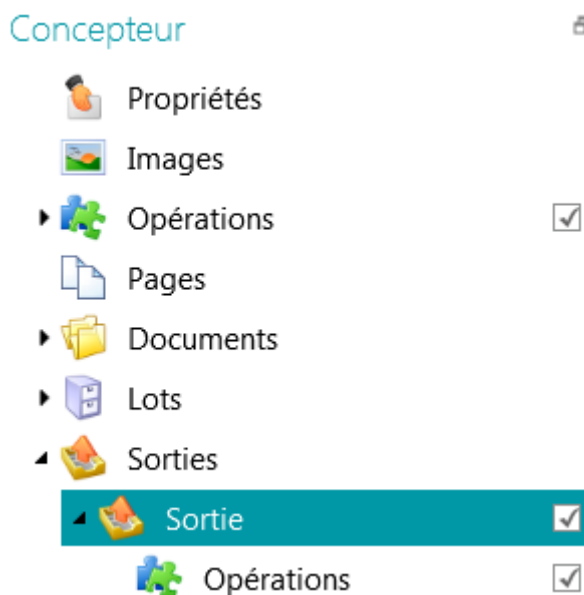 Concepteur
Propriétés
Images
Opérations
Pages
Documents
Lots
Sorties
Sortie
Opérations